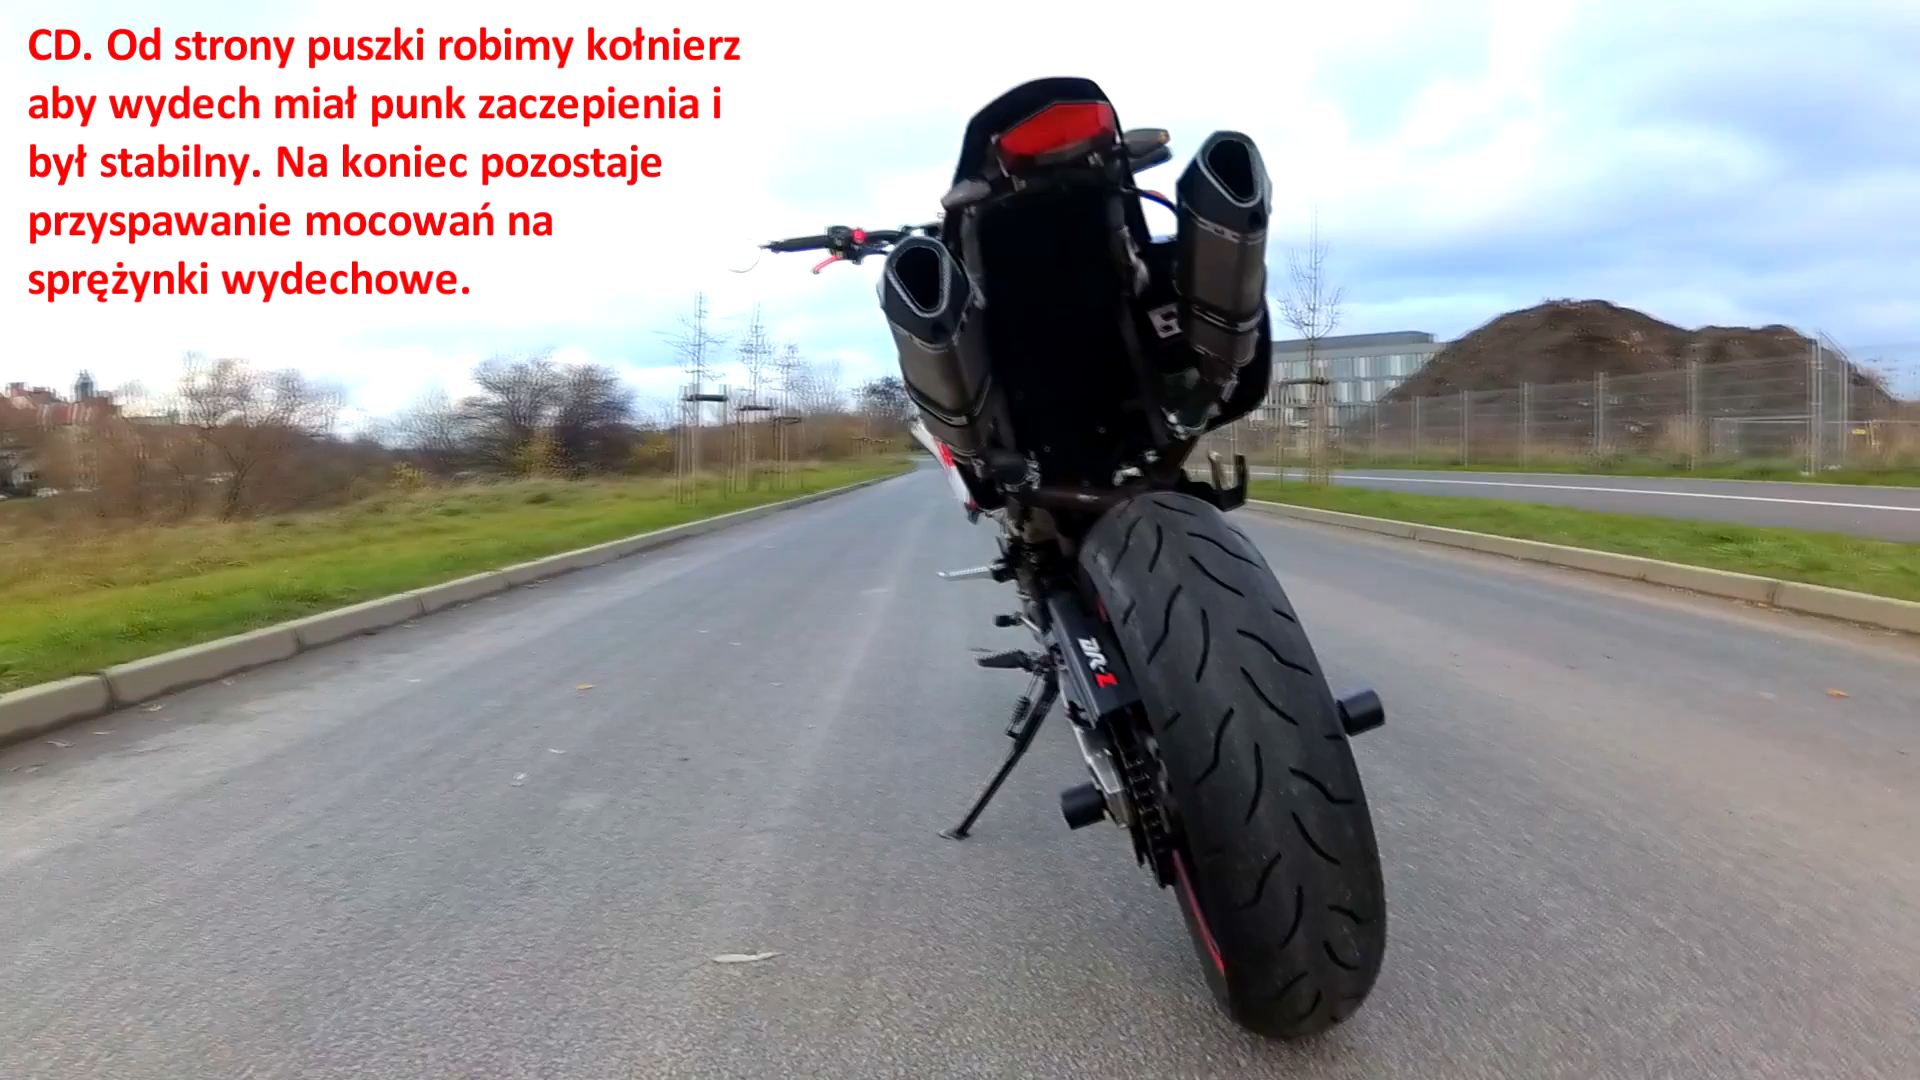 CD. Od strony puszki robimy kołnierz
aby wydech miał punk zaczepienia i
był stabilny. Na koniec pozostaje
przyspawanie mocowań na
sprężynki wydechowe.
DR-Z